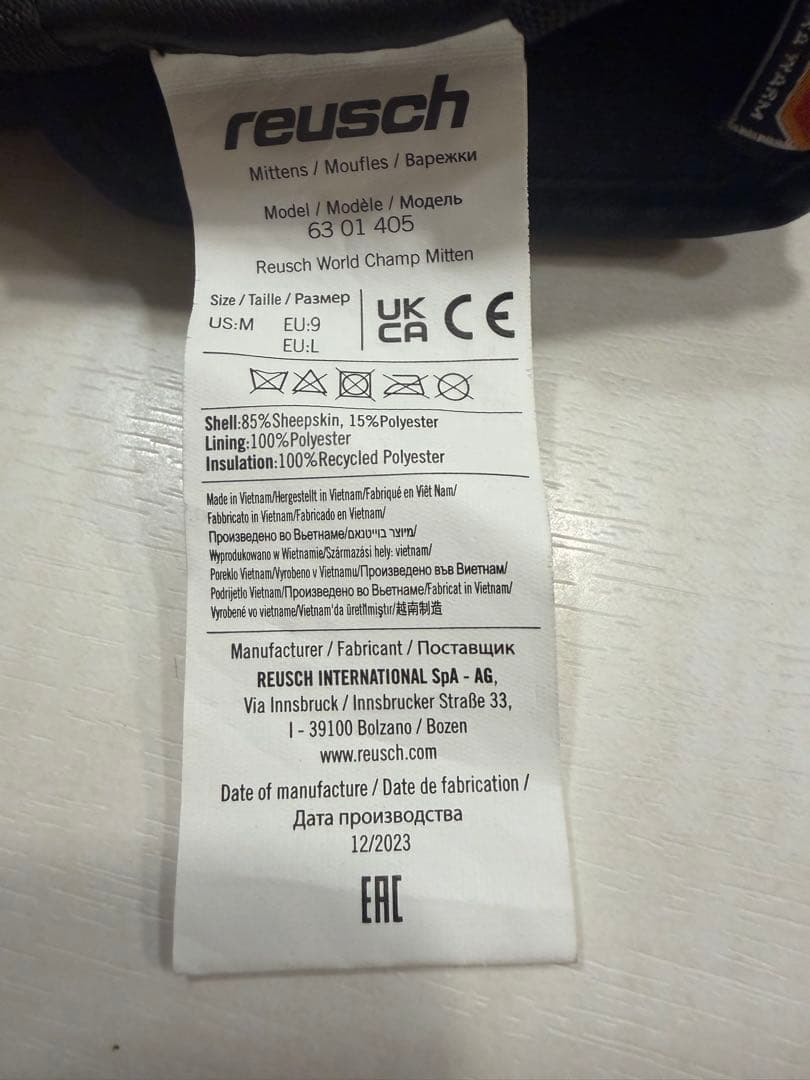 reusch
Mittens / Moufles / Варежки
Model / Modèle / Модель
63 01 405
Reusch World Champ Mitten
Size / Taille / Размер
US:M EU:9
EU:L
UK
CA
CE
Shell:85%Sheepskin, 15%Polyester
Lining:100%Polyester
Insulation:100%Recycled Polyester
Made in Vietnam/Hergestellt in Vietnam/Fabriqué en Viêt Nam/
Fabbricato in Vietnam/Fabricado en Vietnam/
Произведено во Вьетнаме/מיוצר בוייטנאם/
Wyprodukowano w Wietnamie/Származási hely: vietnam/
Poreklo Vietnam/Vyrobeno v Vietnamu/Произведено във Виетнам/
Podrijetlo Vietnam/Произведено во Вьетнаме/Fabricat in Vietnam/
Vyrobené vo vietname/Vietnam'da üretilmiştır/越南制造
Manufacturer / Fabricant / Поставщик
REUSCH INTERNATIONAL SpA - AG,
Via Innsbruck / Innsbrucker Straße 33,
I - 39100 Bolzano / Bozen
www.reusch.com
Date of manufacture / Date de fabrication /
Дата производства
12/2023
EAC
WARM